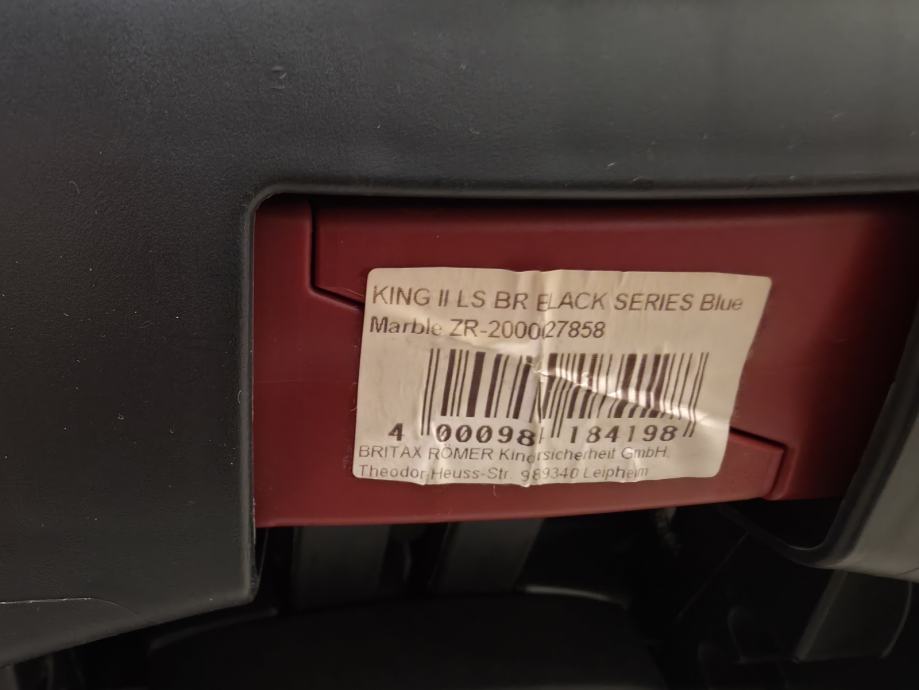 KING II LS BR BLACK SERIES Blue
Marble ZR-2000027858
4 000984 184198
BRITAX RÖMER Kindersicherheit GmbH,
Theodor-Heuss-Str. 9 89340 Leipheim